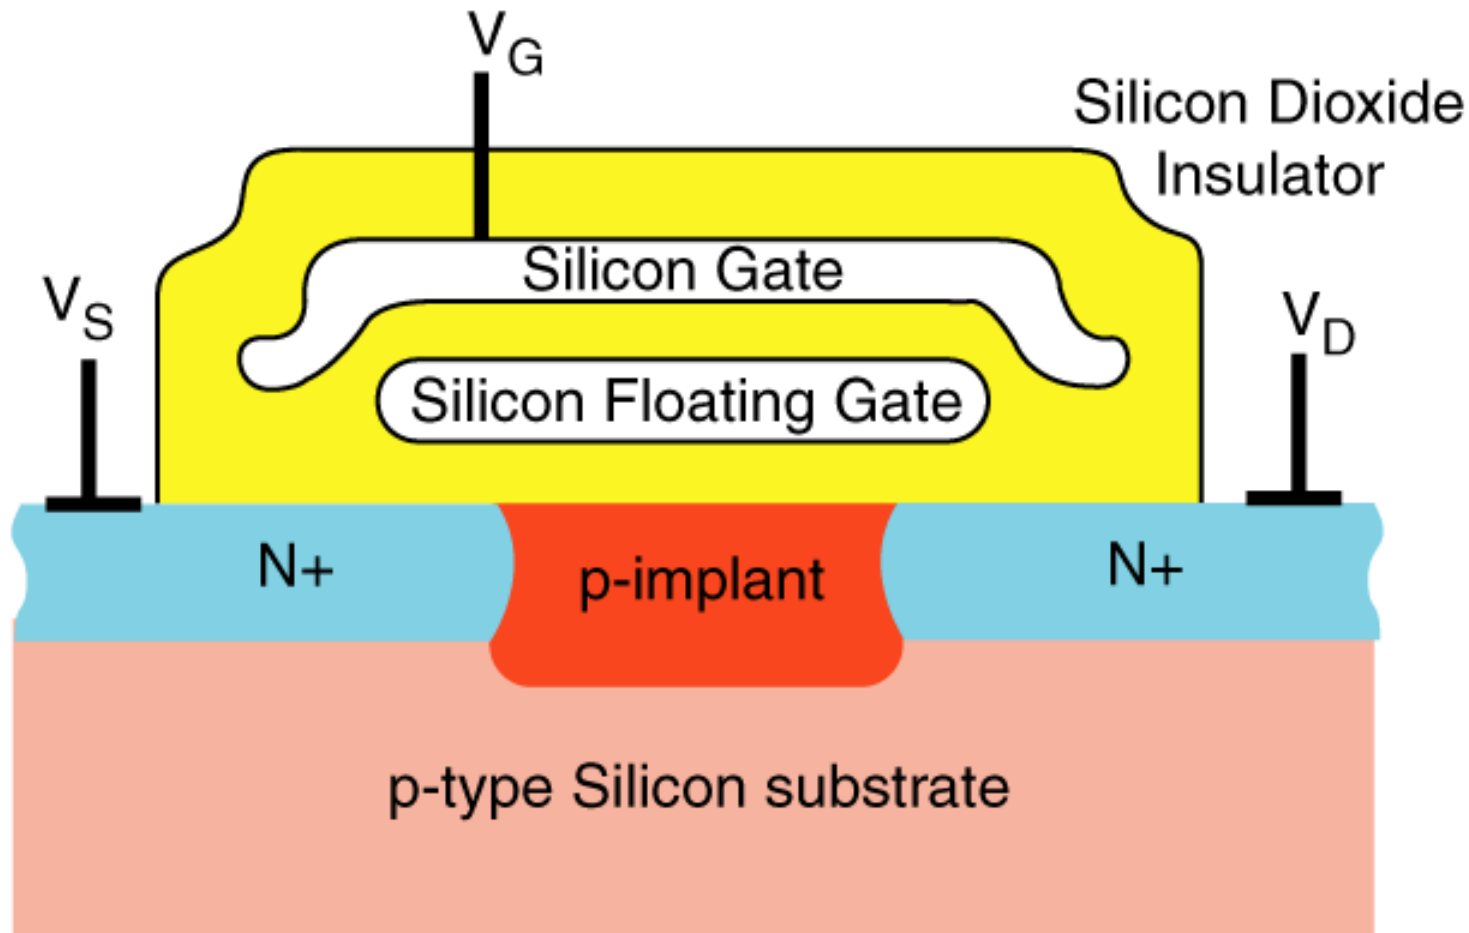 VG
Silicon Dioxide
Insulator
Silicon Gate
VS
VD
Silicon Floating Gate
N+
p-implant
N+
p-type Silicon substrate